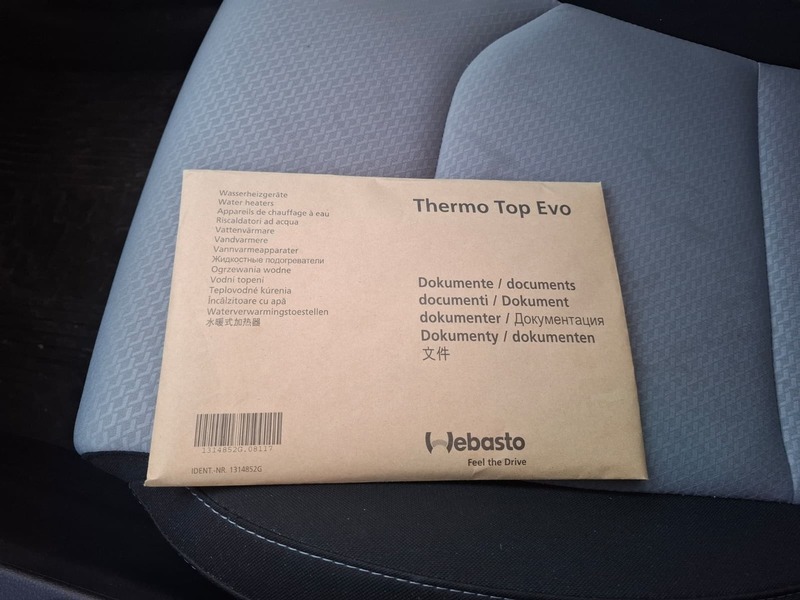 Wasserheizgeräte
Water heaters
Appareils de chauffage à eau
Riscaldatori ad acqua
Vattenvärmare
Vandvarmere
Vannvarmeapparater
Жидкостные подогреватели
Ogrzewania wodne
Vodní topení
Teplovodné kúrenia
Încălzitoare cu apă
Waterverwarmingstoestellen
水暖式加热器
Thermo Top Evo
Dokumente / documents
documenti / Dokument
dokumenter / Документация
Dokumenty / dokumenten
文件
1314852G.08117
IDENT.-NR. 1314852G
Webasto
Feel the Drive